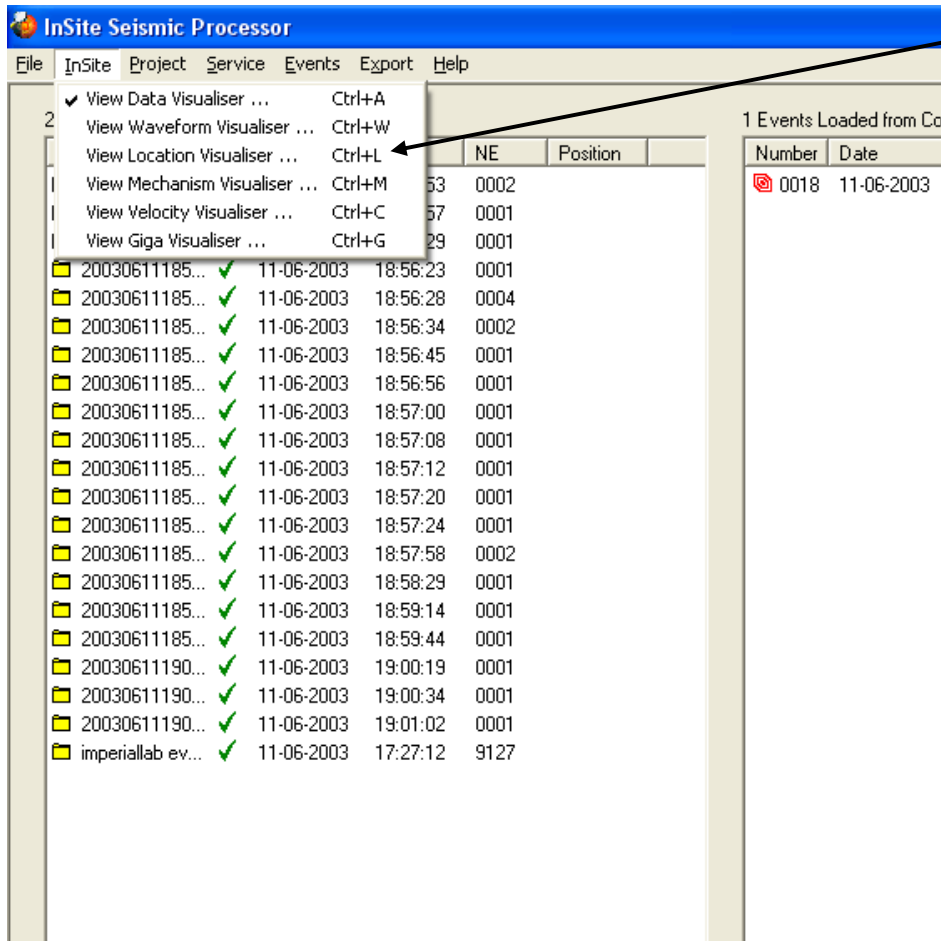 InSite Seismic Processor
File InSite Project Service Events Export Help
View Data Visualiser ... Ctrl+A
View Waveform Visualiser ... Ctrl+W
View Location Visualiser ... Ctrl+L
View Mechanism Visualiser ... Ctrl+M
View Velocity Visualiser ... Ctrl+C
View Giga Visualiser ... Ctrl+G
2
NE Position
53 0002
57 0001
29 0001
20030611185... 11-06-2003 18:56:23 0001
20030611185... 11-06-2003 18:56:28 0004
20030611185... 11-06-2003 18:56:34 0002
20030611185... 11-06-2003 18:56:45 0001
20030611185... 11-06-2003 18:56:56 0001
20030611185... 11-06-2003 18:57:00 0001
20030611185... 11-06-2003 18:57:08 0001
20030611185... 11-06-2003 18:57:12 0001
20030611185... 11-06-2003 18:57:20 0001
20030611185... 11-06-2003 18:57:24 0001
20030611185... 11-06-2003 18:57:58 0002
20030611185... 11-06-2003 18:58:29 0001
20030611185... 11-06-2003 18:59:14 0001
20030611185... 11-06-2003 18:59:44 0001
20030611190... 11-06-2003 19:00:19 0001
20030611190... 11-06-2003 19:00:34 0001
20030611190... 11-06-2003 19:01:02 0001
imperiallab ev... 11-06-2003 17:27:12 9127
1 Events Loaded from Co
Number Date
0018 11-06-2003